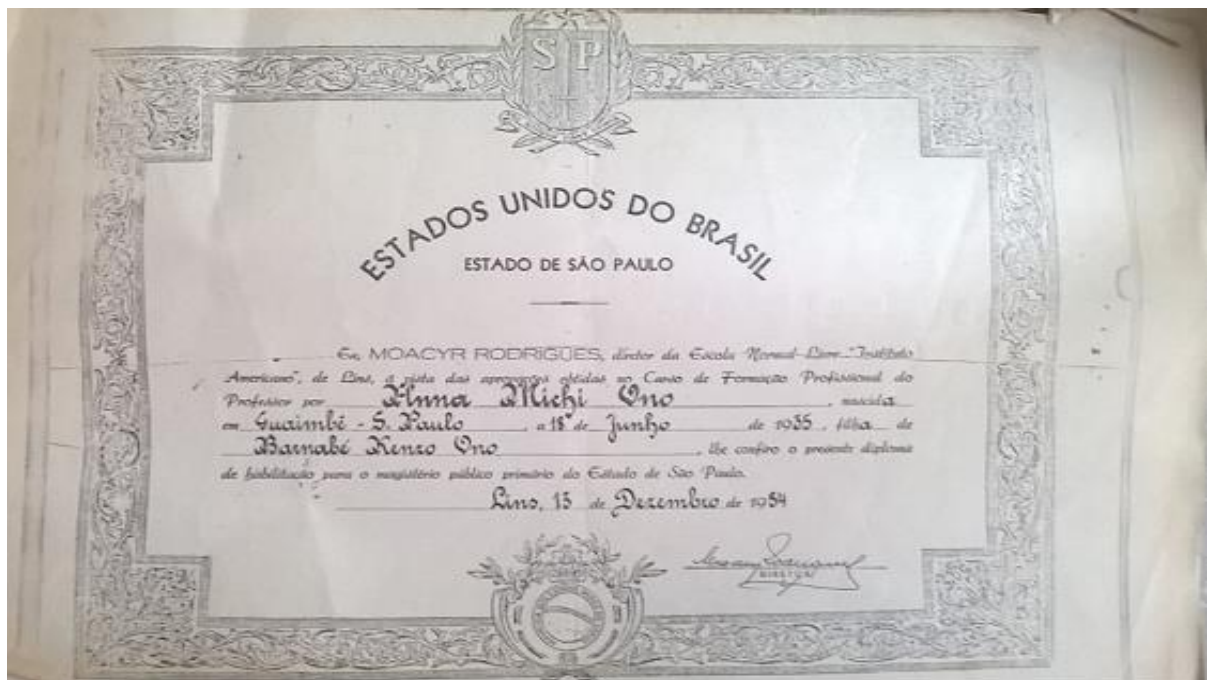 S P
ESTADOS UNIDOS DO BRASIL
ESTADO DE SÃO PAULO
Eu, MOACYR RODRIGUES, diretor da Escola Normal Livre "Instituto
Americano", de Lins, à vista das aprovações obtidas no Curso de Formação Profissional do
Professor por Anna Michi Ono, nascida
em Guaimbê - S. Paulo, a 18 de Junho de 1935, filha de
Barnabé Kenzo Ono, lhe confiro o presente diploma
de habilitação para o magistério público primário do Estado de São Paulo.
Lins, 15 de Dezembro de 1954
DIRETOR